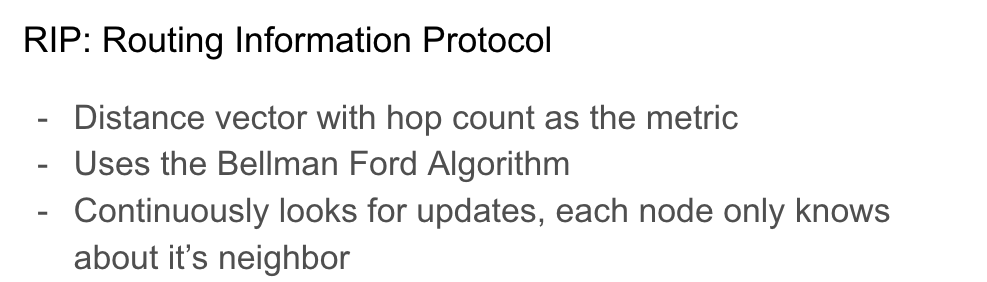 RIP: Routing Information Protocol
- Distance vector with hop count as the metric
- Uses the Bellman Ford Algorithm
- Continuously looks for updates, each node only knows
about it’s neighbor